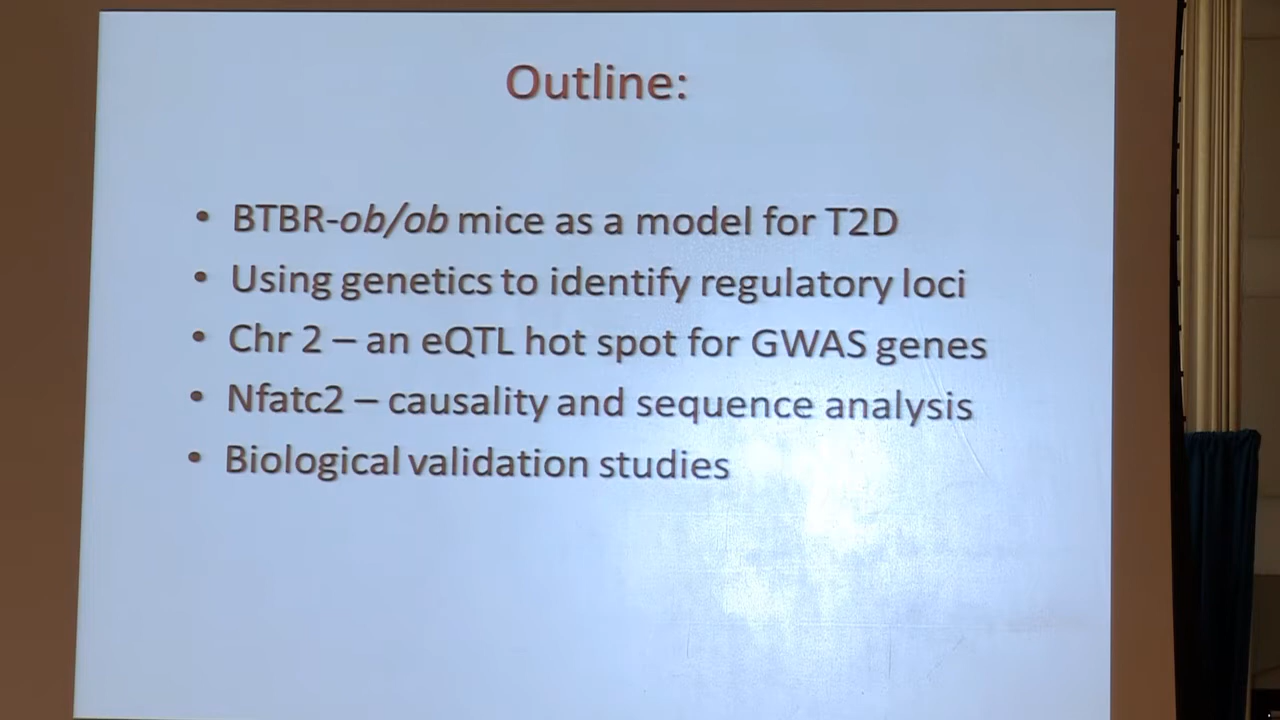 Outline:
• BTBR-ob/ob mice as a model for T2D
• Using genetics to identify regulatory loci
• Chr 2 – an eQTL hot spot for GWAS genes
• Nfatc2 – causality and sequence analysis
• Biological validation studies